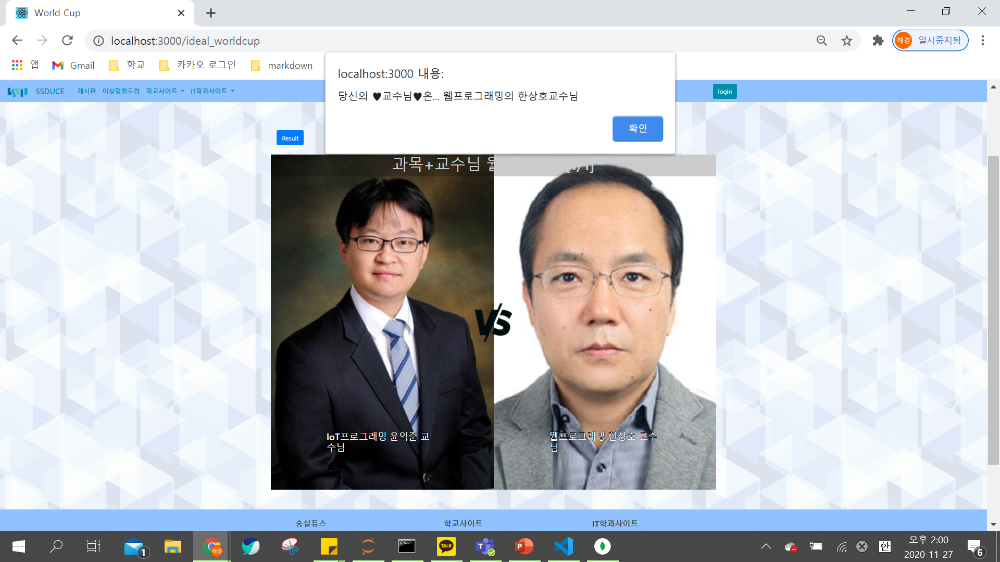 World Cup
localhost:3000/ideal_worldcup
해경 일시중지됨
앱 Gmail 학교 카카오 로그인 markdown
localhost:3000 내용:
당신의 ♥교수님♥은... 웹프로그래밍의 한상호교수님
확인
SSDUCE 게시판 이상형월드컵 학교사이트 IT학과사이트
login
Result
과목+교수님
IoT프로그래밍 윤익준 교
수님
VS
웹프로그래밍 한상호 교수
님
숭실듀스 학교사이트 IT학과사이트
1
해경
TALK
한
오후 2:00
2020-11-27
6